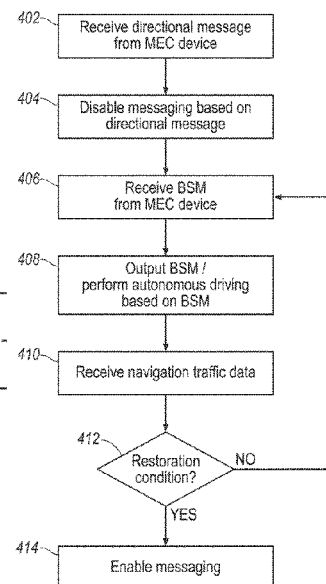 402
Receive directional message
from MEC device
404
Disable messaging based on
directional message
406
Receive BSM
from MEC device
408
Output BSM /
perform autonomous driving
based on BSM
410
Receive navigation traffic data
412
Restoration
condition?
NO
YES
414
Enable messaging